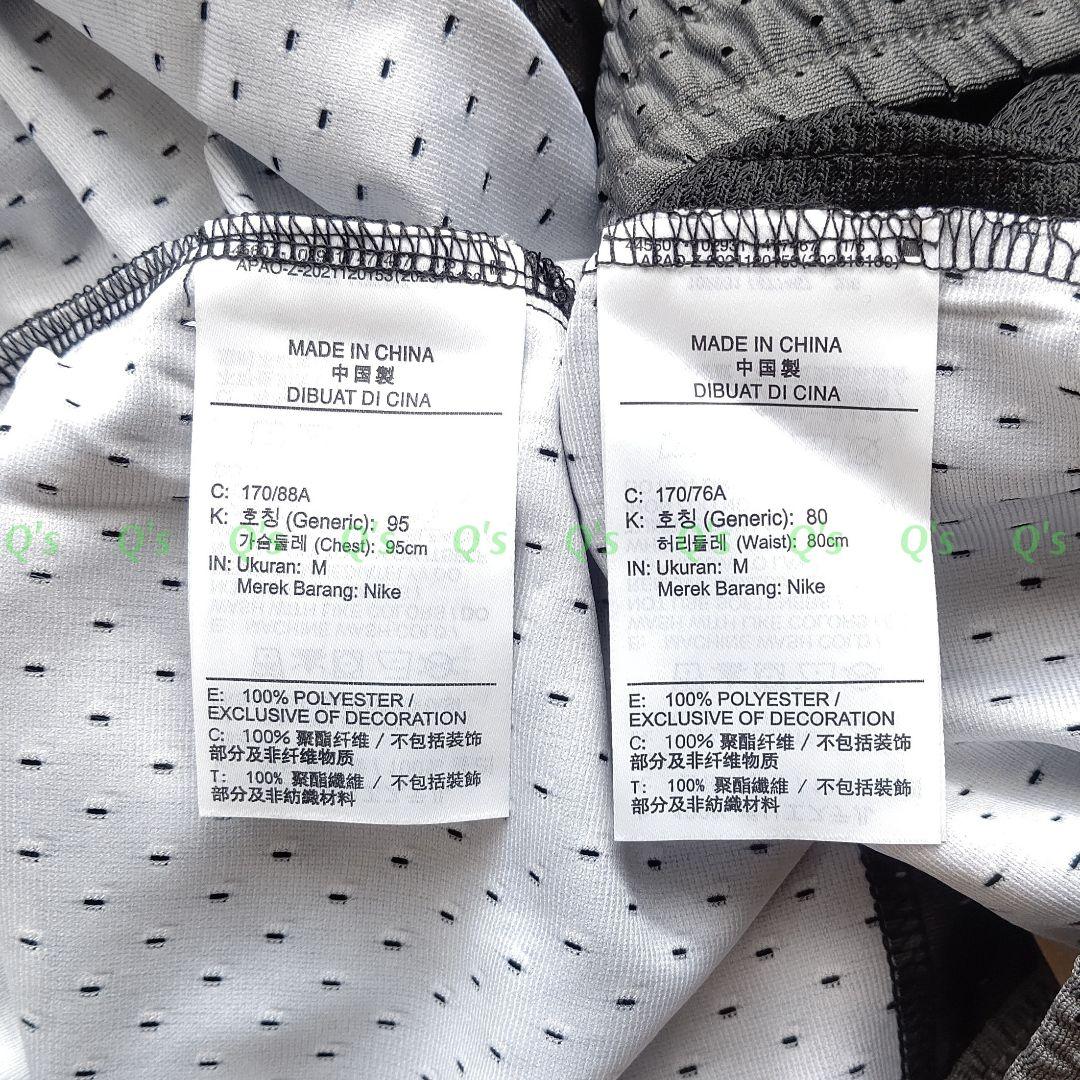 APAO-Z-2021120153(202316160)
MADE IN CHINA
中国製
DIBUAT DI CINA
C: 170/88A
K: 호칭 (Generic): 95
가슴둘레 (Chest): 95cm
IN: Ukuran: M
Merek Barang: Nike
E: 100% POLYESTER /
EXCLUSIVE OF DECORATION
C: 100% 聚酯纤维 / 不包括装饰
部分及非纤维物质
T: 100% 聚酯纖維 / 不包括裝飾
部分及非紡織材料
MADE IN CHINA
中国製
DIBUAT DI CINA
C: 170/76A
K: 호칭 (Generic): 80
허리둘레 (Waist): 80cm
IN: Ukuran: M
Merek Barang: Nike
E: 100% POLYESTER /
EXCLUSIVE OF DECORATION
C: 100% 聚酯纤维 / 不包括装饰
部分及非纤维物质
T: 100% 聚酯纖維 / 不包括裝飾
部分及非紡織材料
Q's Q's Q's Q's Q's Q's Q's Q's Q's Q's